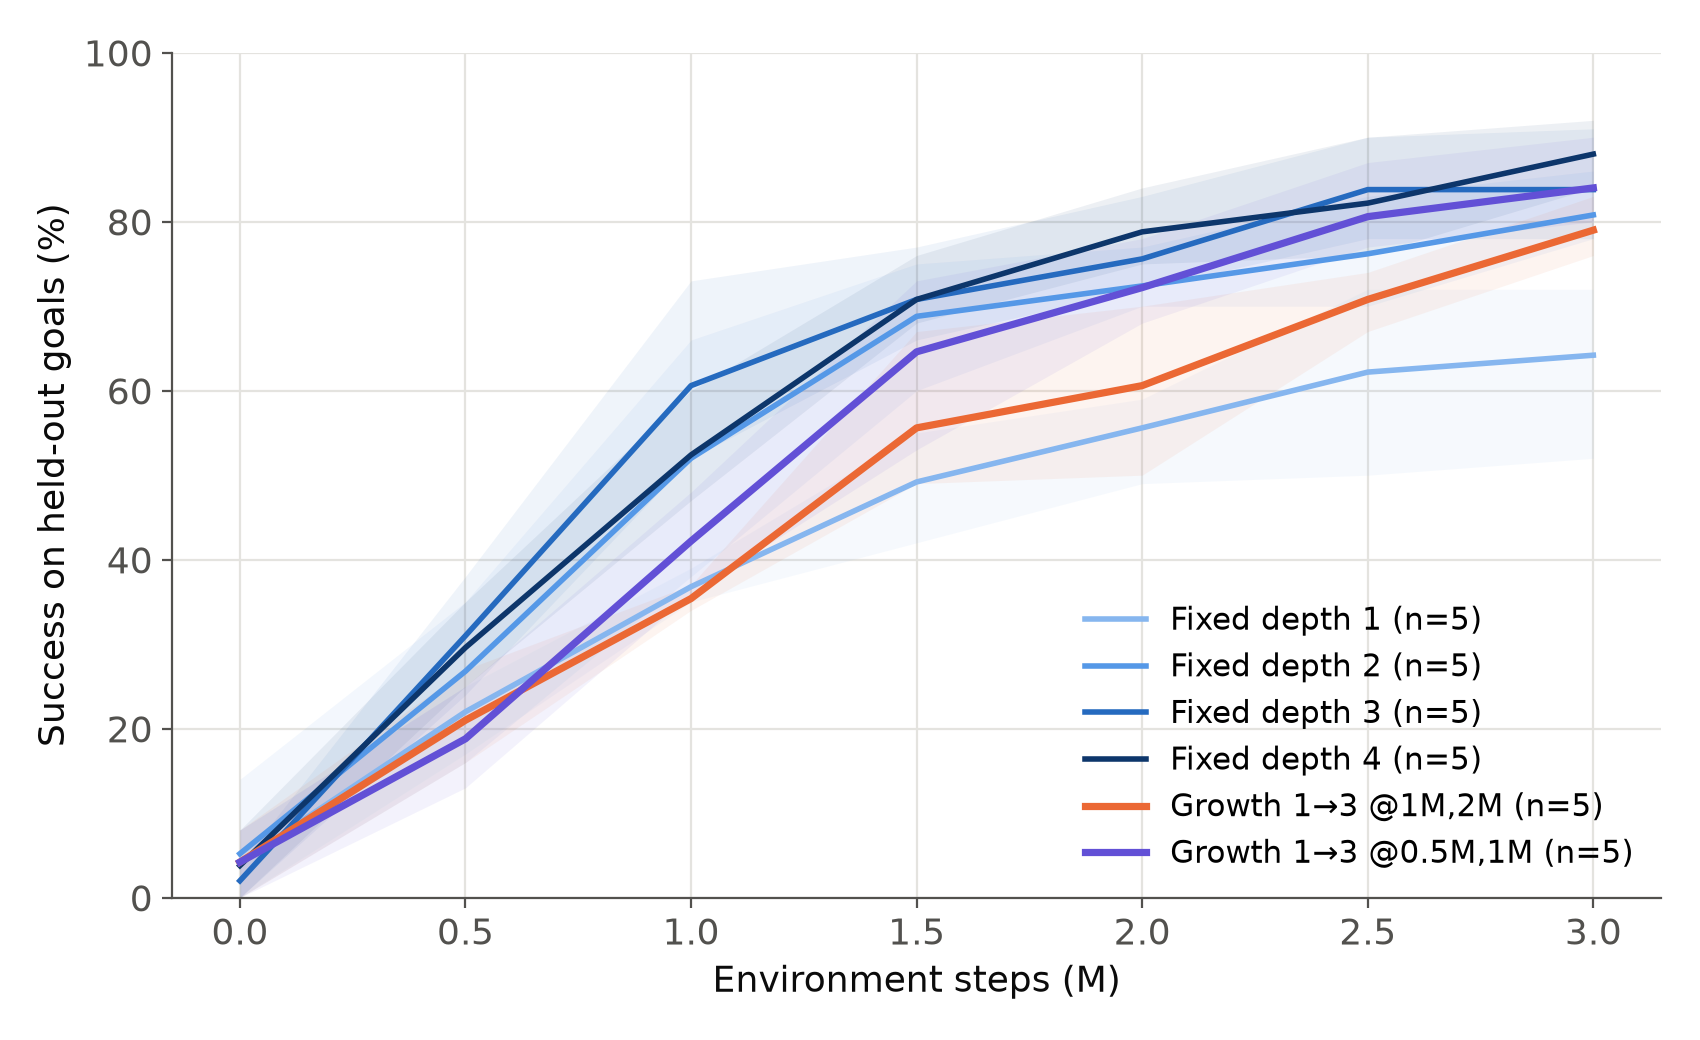 100
80
60
40
20
0
Success on held-out goals (%)
Fixed depth 1 (n=5)
Fixed depth 2 (n=5)
Fixed depth 3 (n=5)
Fixed depth 4 (n=5)
Growth 1→3 @1M,2M (n=5)
Growth 1→3 @0.5M,1M (n=5)
0.0 0.5 1.0 1.5 2.0 2.5 3.0
Environment steps (M)